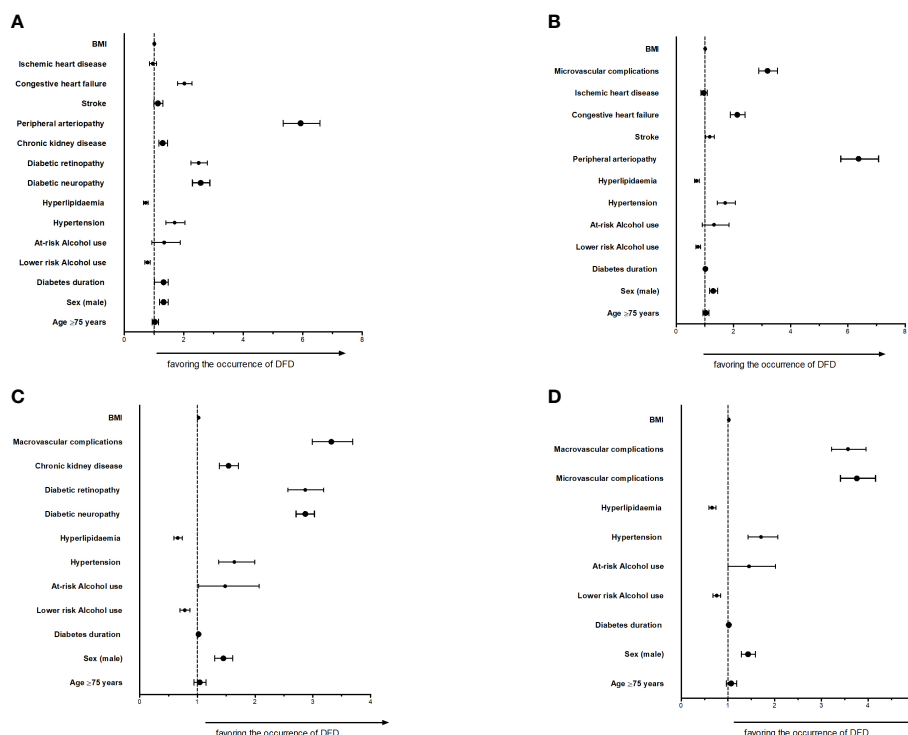 A
BMI
Ischemic heart disease
Congestive heart failure
Stroke
Peripheral arteriopathy
Chronic kidney disease
Diabetic retinopathy
Diabetic neuropathy
Hyperlipidaemia
Hypertension
At-risk Alcohol use
Lower risk Alcohol use
Diabetes duration
Sex (male)
Age ≥75 years
0 1 2 4 6 8
favoring the occurrence of DFD
B
BMI
Microvascular complications
Ischemic heart disease
Congestive heart failure
Stroke
Peripheral arteriopathy
Hyperlipidaemia
Hypertension
At-risk Alcohol use
Lower risk Alcohol use
Diabetes duration
Sex (male)
Age ≥75 years
0 1 2 4 6 8
favoring the occurrence of DFD
C
BMI
Macrovascular complications
Chronic kidney disease
Diabetic retinopathy
Diabetic neuropathy
Hyperlipidaemia
Hypertension
At-risk Alcohol use
Lower risk Alcohol use
Diabetes duration
Sex (male)
Age ≥75 years
0 1 2 3 4
favoring the occurrence of DFD
D
BMI
Macrovascular complications
Microvascular complications
Hyperlipidaemia
Hypertension
At-risk Alcohol use
Lower risk Alcohol use
Diabetes duration
Sex (male)
Age ≥75 years
0 1 2 3 4
favoring the occurrence of DFD